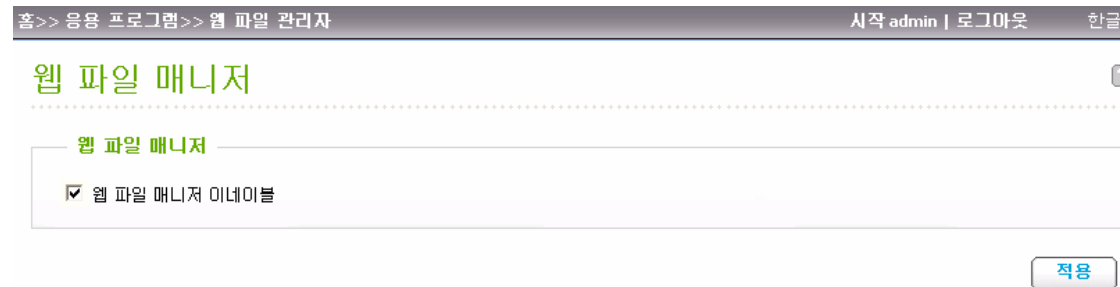 홈>> 응용 프로그램>> 웹 파일 관리자 시작 admin | 로그아웃 한글
웹 파일 매니저
웹 파일 매니저
웹 파일 매니저 이네이블
적용